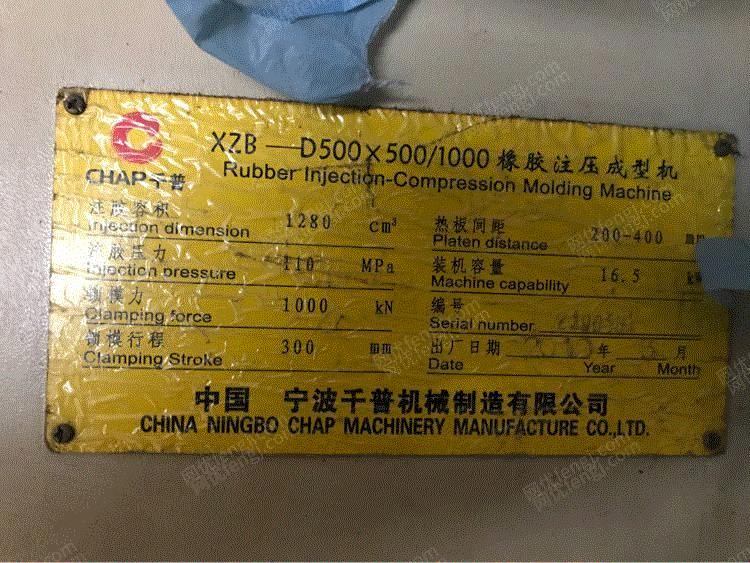 XZB—D500×500/1000 橡胶注压成型机
CHAP千普
Rubber Injection-Compression Molding Machine
注胶容积 1280 cm³
Injection dimension
注胶压力 110 MPa
Injection pressure
锁模力 1000 kN
Clamping force
锁模行程 300 mm
Clamping Stroke
热板间距 200-400 mm
Platen distance
装机容量 16.5
Machine capability
编号
Serial number
出厂日期 年 月
Date Year Month
中国 宁波千普机械制造有限公司
CHINA NINGBO CHAP MACHINERY MANUFACTURE CO.,LTD.